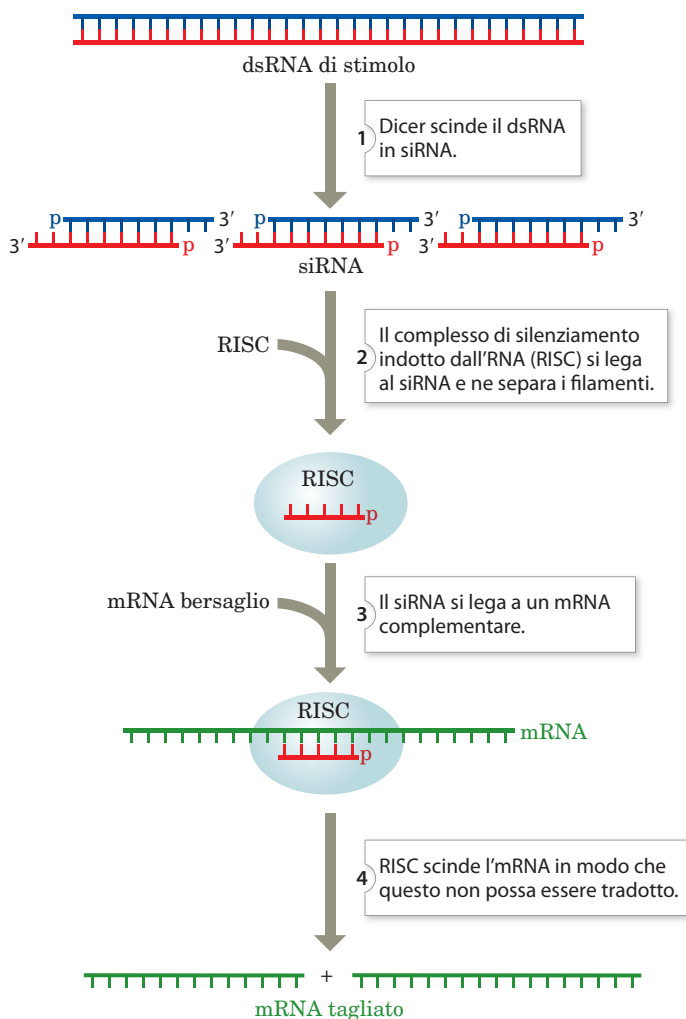 dsRNA di stimolo
1 Dicer scinde il dsRNA
in siRNA.
p 3′ p 3′ p 3′
3′ p 3′ p 3′ p
siRNA
RISC
2 Il complesso di silenziamento
indotto dall'RNA (RISC) si lega
al siRNA e ne separa i filamenti.
RISC
p
mRNA bersaglio
3 Il siRNA si lega a un mRNA
complementare.
RISC
mRNA
p
4 RISC scinde l'mRNA in modo che
questo non possa essere tradotto.
+
mRNA tagliato